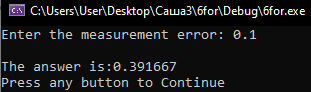 C:\Users\User\Desktop\Саша3\6for\Debug\6for.exe
Enter the measurement error: 0.1
The answer is:0.391667
Press any button to Continue